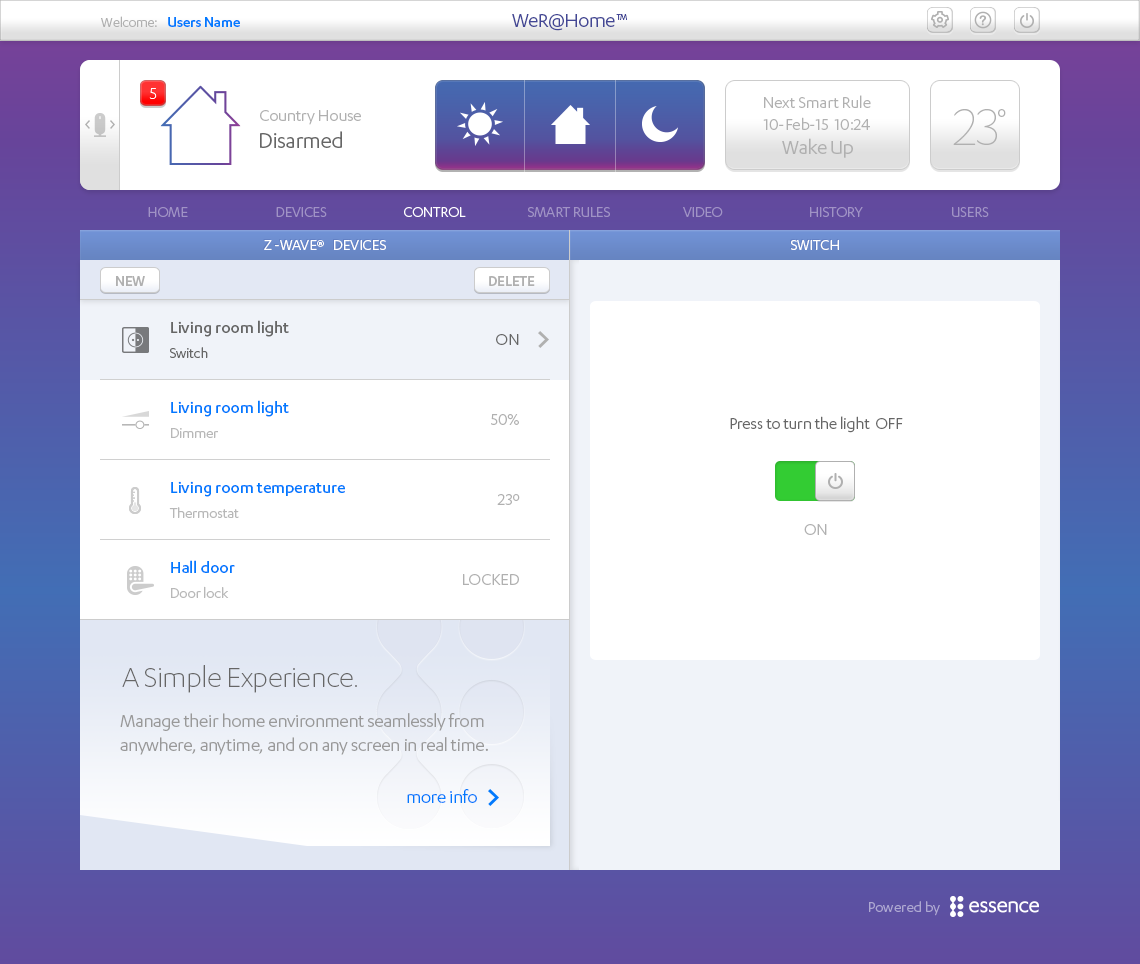 Welcome: Users Name
WeR@Home™
5
Country House
Disarmed
Next Smart Rule
10-Feb-15 10:24
Wake Up
23°
HOME DEVICES CONTROL SMART RULES VIDEO HISTORY USERS
Z-WAVE® DEVICES
SWITCH
NEW DELETE
Living room light
Switch
ON
Living room light
Dimmer
50%
Living room temperature
Thermostat
23º
Hall door
Door lock
LOCKED
A Simple Experience.
Manage their home environment seamlessly from
anywhere, anytime, and on any screen in real time.
more info
Press to turn the light OFF
ON
Powered by essence